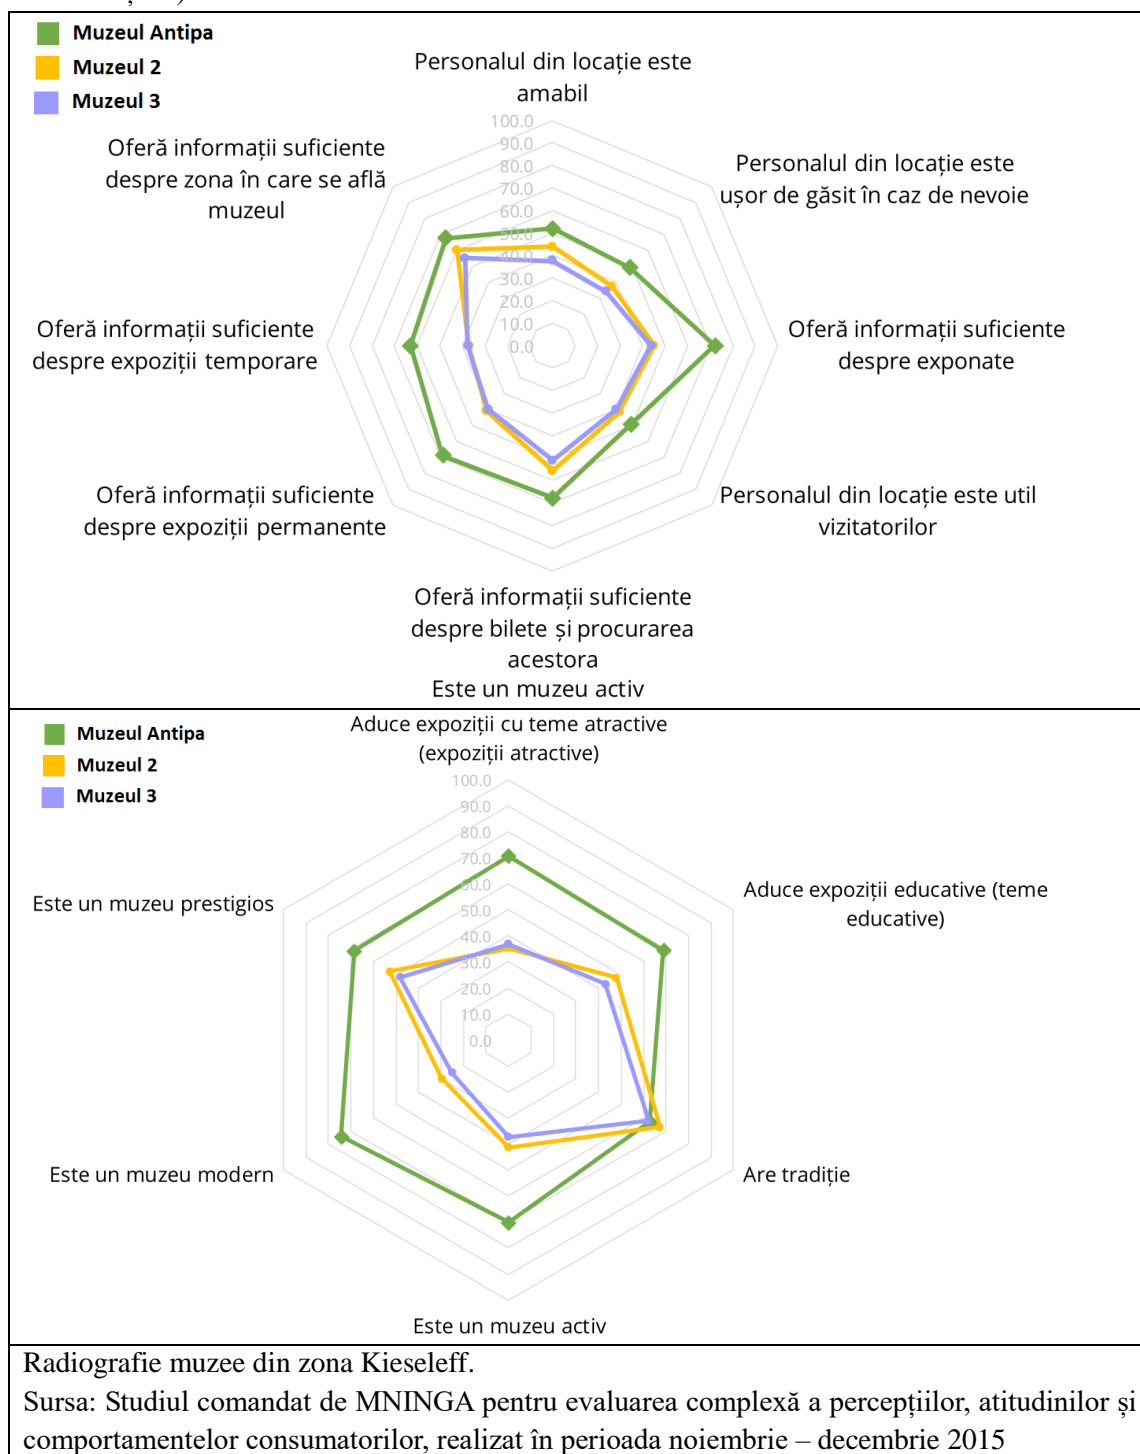 Muzeul Antipa
Muzeul 2
Muzeul 3
Personalul din locație este
amabil
Oferă informații suficiente
despre zona în care se află
muzeul
Personalul din locație este
ușor de găsit în caz de nevoie
100.0
90.0
80.0
70.0
60.0
50.0
40.0
30.0
20.0
10.0
0.0
Oferă informații suficiente
despre expoziții temporare
Oferă informații suficiente
despre exponate
Oferă informații suficiente
despre expoziții permanente
Personalul din locație este util
vizitatorilor
Oferă informații suficiente
despre bilete și procurarea
acestora
Este un muzeu activ
Muzeul Antipa
Muzeul 2
Muzeul 3
Aduce expoziții cu teme atractive
(expoziții atractive)
100.0
90.0
80.0
70.0
60.0
50.0
40.0
30.0
20.0
10.0
0.0
Este un muzeu prestigios
Aduce expoziții educative (teme
educative)
Este un muzeu modern
Are tradiție
Este un muzeu activ
Radiografie muzee din zona Kieseleff.
Sursa: Studiul comandat de MNINGA pentru evaluarea complexă a percepțiilor, atitudinilor și
comportamentelor consumatorilor, realizat în perioada noiembrie – decembrie 2015